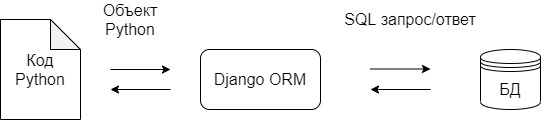 Объект
Python
SQL запрос/ответ
Код
Python
Django ORM
БД